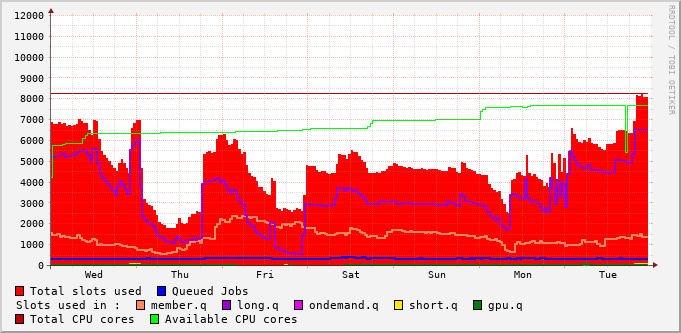 12000
11000
10000
9000
8000
7000
6000
5000
4000
3000
2000
1000
0
Wed Thu Fri Sat Sun Mon Tue
RRDTOOL / TOBI OETIKER
Total slots used Queued Jobs
Slots used in : member.q long.q ondemand.q short.q gpu.q
Total CPU cores Available CPU cores